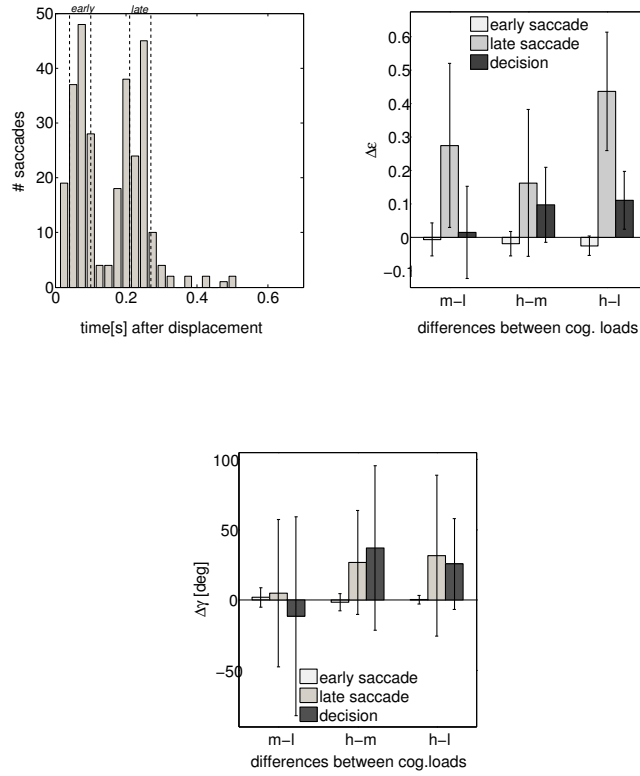 early late
50
40
30
20
10
0
# saccades
0 0.2 0.4 0.6
time[s] after displacement
early saccade
late saccade
decision
0.6
0.5
0.4
0.3
0.2
0.1
0
−0.1
Δε
m−l h−m h−l
differences between cog. loads
100
50
0
−50
Δγ [deg]
early saccade
late saccade
decision
m−l h−m h−l
differences between cog.loads